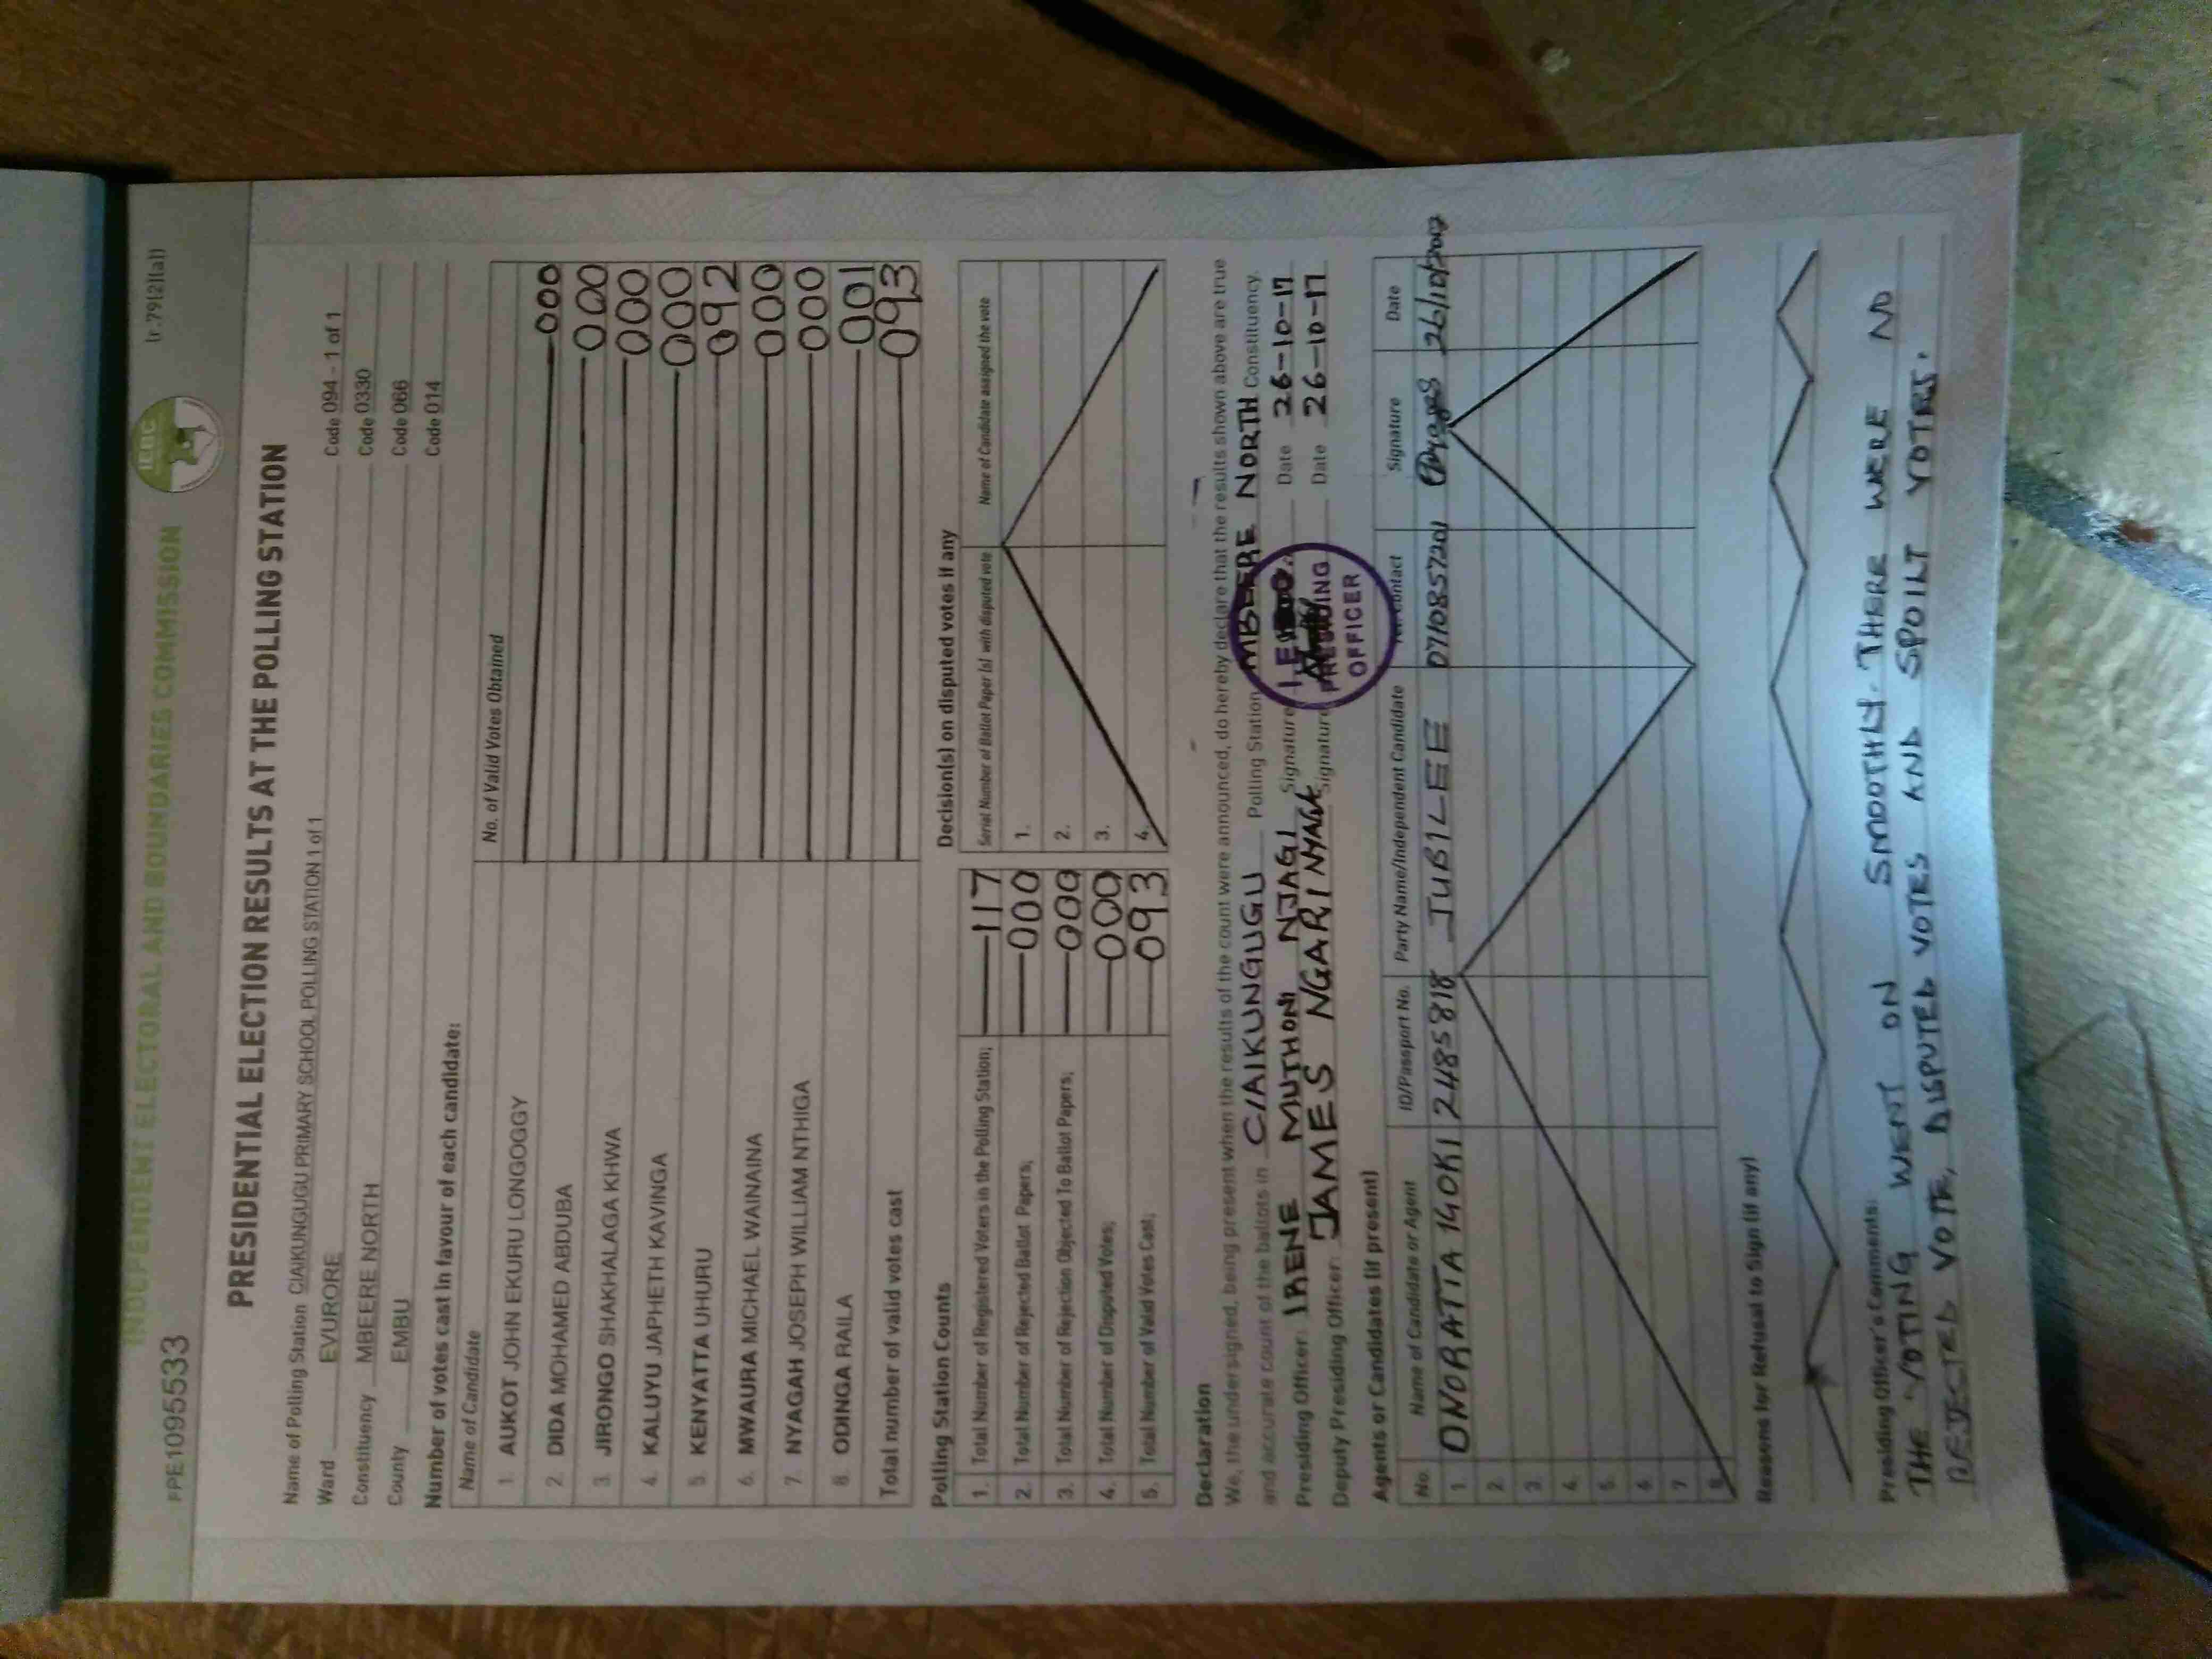 (r.79(2)(a))
INDEPENDENT ELECTORAL AND BOUNDARIES COMMISSION
IEBC
PPE1095533
PRESIDENTIAL ELECTION RESULTS AT THE POLLING STATION
Name of Polling Station CIAIKUNGUGU PRIMARY SCHOOL POLLING STATION 1 of 1 Code 094 - 1 of 1
Ward EVURORE Code 0330
Constituency MBEERE NORTH Code 066
County EMBU Code 014
Number of votes cast in favour of each candidate:
Name of Candidate No. of Valid Votes Obtained
1. AUKOT JOHN EKURU LONGOGGY 000
2. DIDA MOHAMED ABDUBA 000
3. JIRONGO SHAKHALAGA KHWA 000
4. KALUYU JAPHETH KAVINGA 000
5. KENYATTA UHURU 092
6. MWAURA MICHAEL WAINAINA 000
7. NYAGAH JOSEPH WILLIAM NTHIGA 000
8. ODINGA RAILA 001
Total number of valid votes cast 093
Polling Station Counts
1. Total Number of Registered Voters in the Polling Station; 117
2. Total Number of Rejected Ballot Papers; 000
3. Total Number of Rejection Objected To Ballot Papers; 000
4. Total Number of Disputed Votes; 000
5. Total Number of Valid Votes Cast; 093
Decision(s) on disputed votes if any
Serial Number of Ballot Paper (s) with disputed vote Name of Candidate assigned the vote
1.
2.
3.
4.
Declaration
We, the undersigned, being present when the results of the count were announced, do hereby declare that the results shown above are true
and accurate count of the ballots in CIAIKUNGUGU Polling Station MBEERE NORTH Constituency.
Presiding Officer: IRENE MUTHONI NJAGI Signature Date 26-10-17
Deputy Presiding Officer: JAMES NGARI NYAGA Signature Date 26-10-17
PRESIDING
OFFICER
Agents or Candidates (if present)
No. Name of Candidate or Agent ID/Passport No. Party Name/Independent Candidate Contact Signature Date
1. DNORATTA IGOKI 24858718 JUBILEE 0710857201 26/10/2017
2.
3.
4.
5.
6.
7.
8.
Reasons for Refusal to Sign (if any)
Presiding Officer's Comments:
THE VOTING WENT ON SMOOTHLY. THERE WERE NO
REJECTED VOTE, DISPUTED VOTES AND SPOILT VOTES.